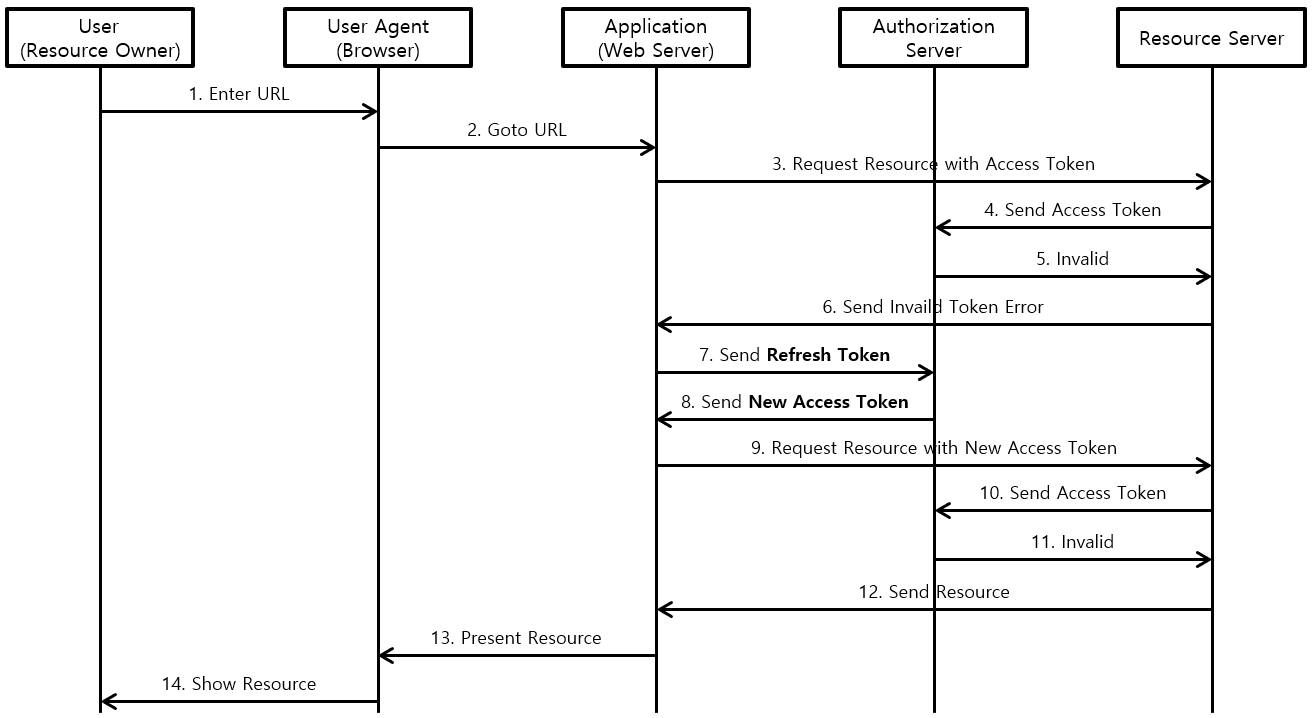 User
(Resource Owner)
User Agent
(Browser)
Application
(Web Server)
Authorization
Server
Resource Server
1. Enter URL
2. Goto URL
3. Request Resource with Access Token
4. Send Access Token
5. Invalid
6. Send Invaild Token Error
7. Send Refresh Token
8. Send New Access Token
9. Request Resource with New Access Token
10. Send Access Token
11. Invalid
12. Send Resource
13. Present Resource
14. Show Resource